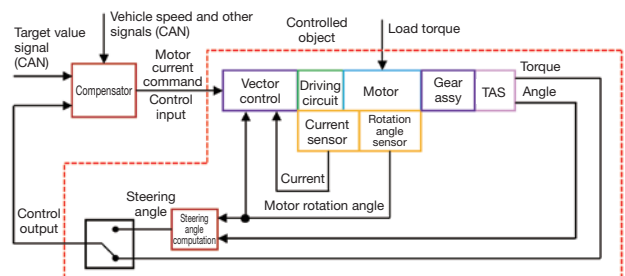 Vehicle speed and other
signals (CAN)
Target value
signal
(CAN)
Controlled
object
Load torque
Motor
current
command
Control
input
Compensator
Vector
control
Driving
circuit
Motor
Gear
assy
TAS
Torque
Angle
Current
sensor
Rotation
angle
sensor
Current
Motor rotation angle
Steering
angle
Steering
angle
computation
Control
output